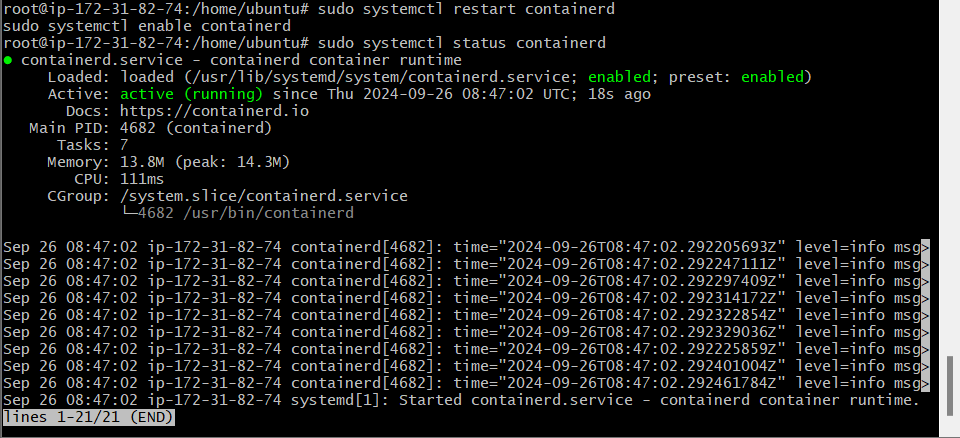 root@ip-172-31-82-74:/home/ubuntu# sudo systemctl restart containerd
sudo systemctl enable containerd
root@ip-172-31-82-74:/home/ubuntu# sudo systemctl status containerd
● containerd.service - containerd container runtime
     Loaded: loaded (/usr/lib/systemd/system/containerd.service; enabled; preset: enabled)
     Active: active (running) since Thu 2024-09-26 08:47:02 UTC; 18s ago
       Docs: https://containerd.io
   Main PID: 4682 (containerd)
      Tasks: 7
     Memory: 13.8M (peak: 14.3M)
        CPU: 111ms
     CGroup: /system.slice/containerd.service
             └─4682 /usr/bin/containerd
Sep 26 08:47:02 ip-172-31-82-74 containerd[4682]: time="2024-09-26T08:47:02.292205693Z" level=info msg>
Sep 26 08:47:02 ip-172-31-82-74 containerd[4682]: time="2024-09-26T08:47:02.292247111Z" level=info msg>
Sep 26 08:47:02 ip-172-31-82-74 containerd[4682]: time="2024-09-26T08:47:02.292297409Z" level=info msg>
Sep 26 08:47:02 ip-172-31-82-74 containerd[4682]: time="2024-09-26T08:47:02.292314172Z" level=info msg>
Sep 26 08:47:02 ip-172-31-82-74 containerd[4682]: time="2024-09-26T08:47:02.292322854Z" level=info msg>
Sep 26 08:47:02 ip-172-31-82-74 containerd[4682]: time="2024-09-26T08:47:02.292329036Z" level=info msg>
Sep 26 08:47:02 ip-172-31-82-74 containerd[4682]: time="2024-09-26T08:47:02.292225859Z" level=info msg>
Sep 26 08:47:02 ip-172-31-82-74 containerd[4682]: time="2024-09-26T08:47:02.292401004Z" level=info msg>
Sep 26 08:47:02 ip-172-31-82-74 containerd[4682]: time="2024-09-26T08:47:02.292461784Z" level=info msg>
Sep 26 08:47:02 ip-172-31-82-74 systemd[1]: Started containerd.service - containerd container runtime.
lines 1-21/21 (END)